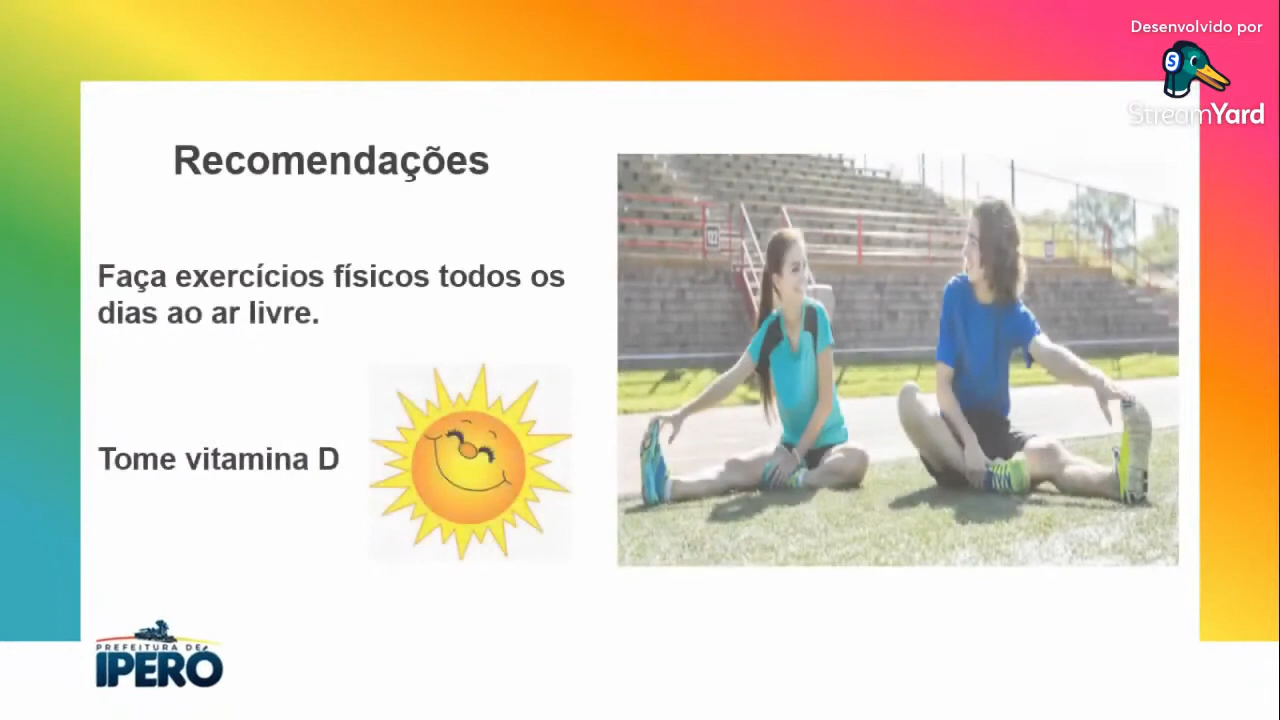 Desenvolvido por
StreamYard
Recomendações
Faça exercícios físicos todos os
dias ao ar livre.
Tome vitamina D
PREFEITURA DE
IPERÓ